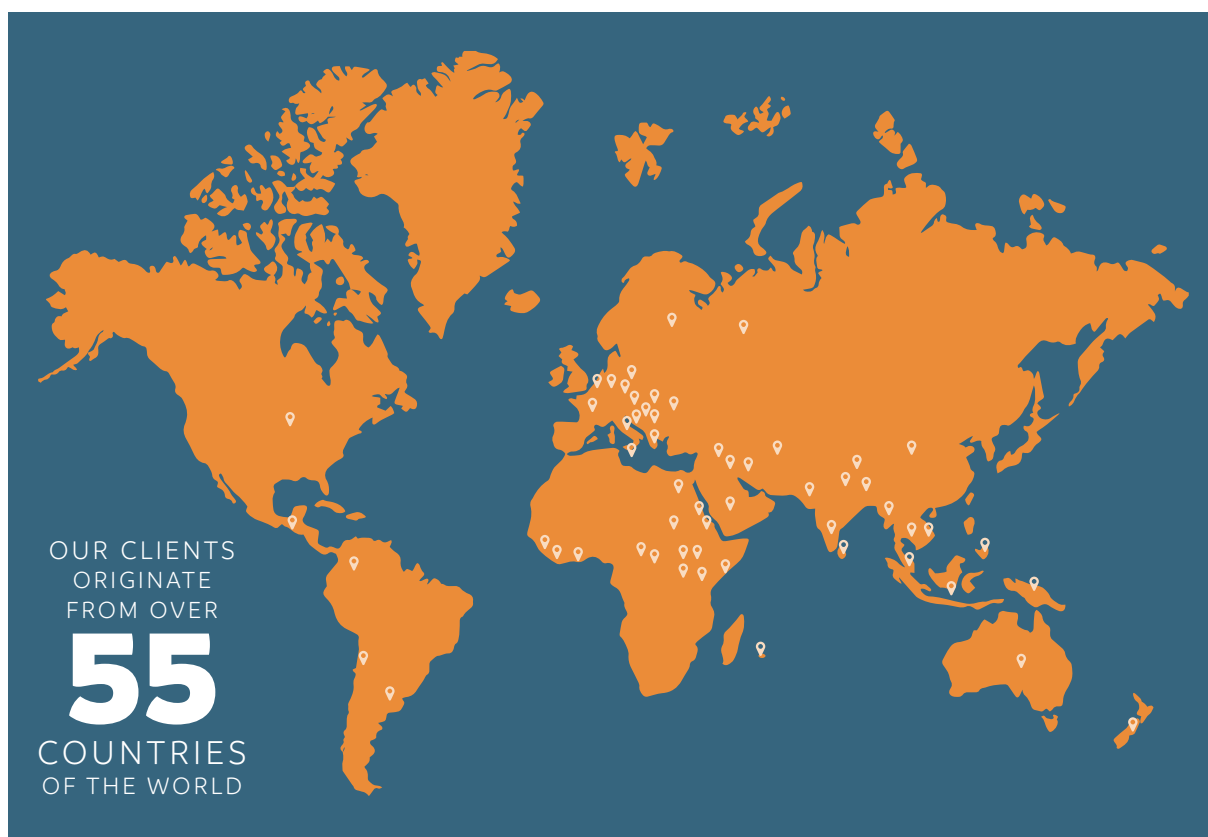 OUR CLIENTS
ORIGINATE
FROM OVER
55
COUNTRIES
OF THE WORLD